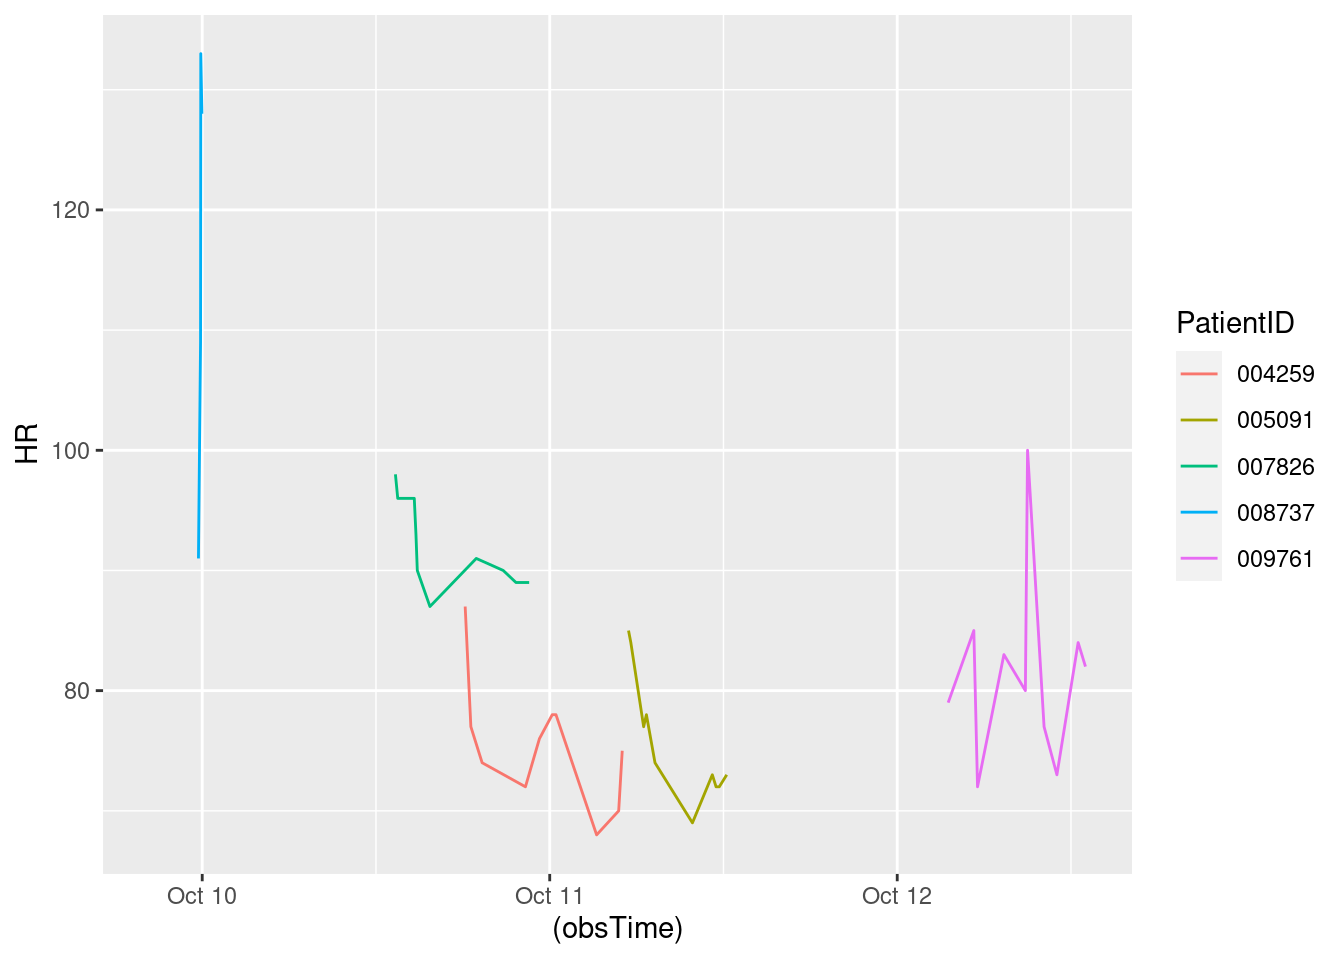 120
100
80
HR
Oct 10
Oct 11
Oct 12
(obsTime)
PatientID
004259
005091
007826
008737
009761